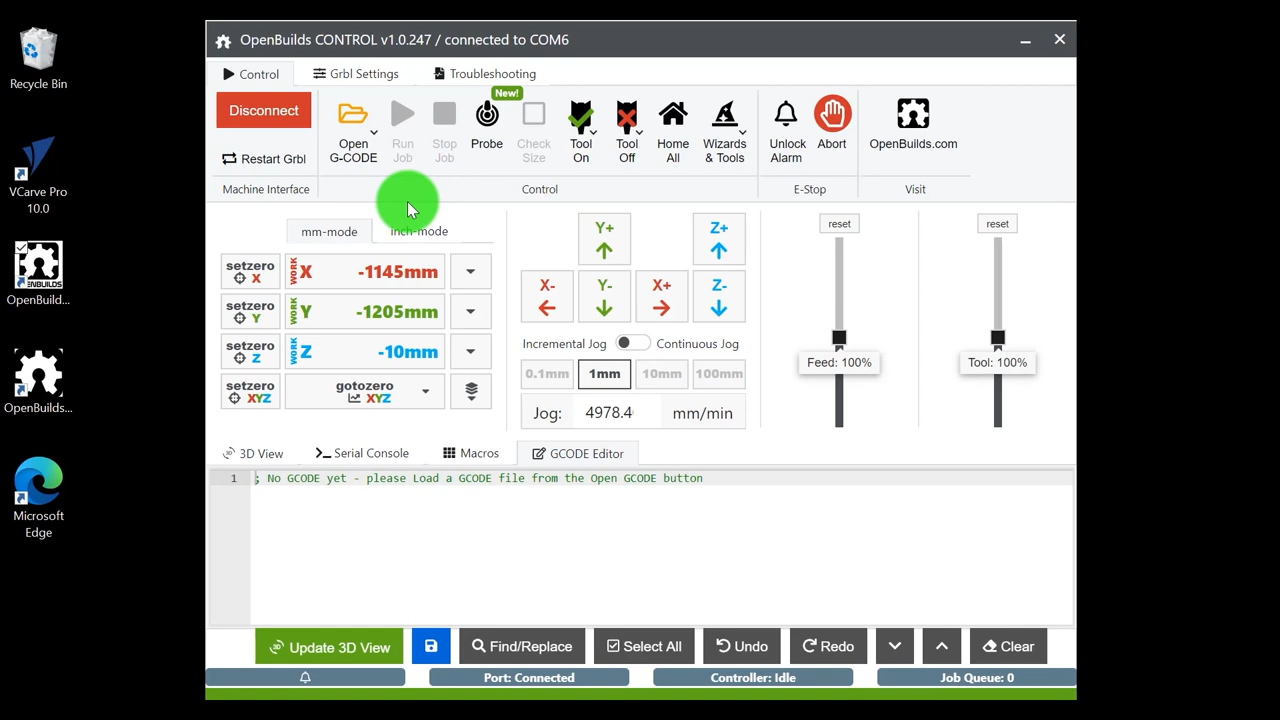 Recycle Bin
VCarve Pro
10.0
OpenBuild...
OpenBuilds...
Microsoft
Edge
OpenBuilds CONTROL v1.0.247 / connected to COM6
Control
Grbl Settings
Troubleshooting
Disconnect
Restart Grbl
Machine Interface
Open
G-CODE
Run
Job
Stop
Job
New!
Probe
Check
Size
Tool
On
Tool
Off
Home
All
Wizards
& Tools
Control
Unlock
Alarm
Abort
E-Stop
OpenBuilds.com
Visit
mm-mode
inch-mode
setzero
X
WORK X -1145mm
setzero
Y
WORK Y -1205mm
setzero
Z
WORK Z -10mm
setzero
XYZ
gotozero
XYZ
Y+
Z+
X-
Y-
X+
Z-
Incremental Jog
Continuous Jog
0.1mm
1mm
10mm
100mm
Jog: 4978.4 mm/min
reset
Feed: 100%
reset
Tool: 100%
3D View
Serial Console
Macros
GCODE Editor
1 ; No GCODE yet - please Load a GCODE file from the Open GCODE button
3D Update 3D View
Find/Replace
Select All
Undo
Redo
Clear
Port: Connected
Controller: Idle
Job Queue: 0